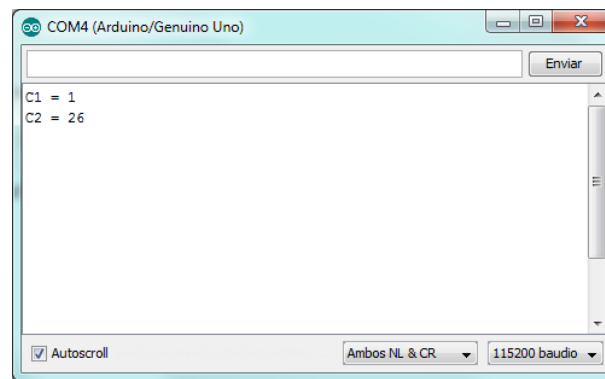 COM4 (Arduino/Genuino Uno)
Enviar
C1 = 1
C2 = 26
Autoscroll
Ambos NL & CR
115200 baudio